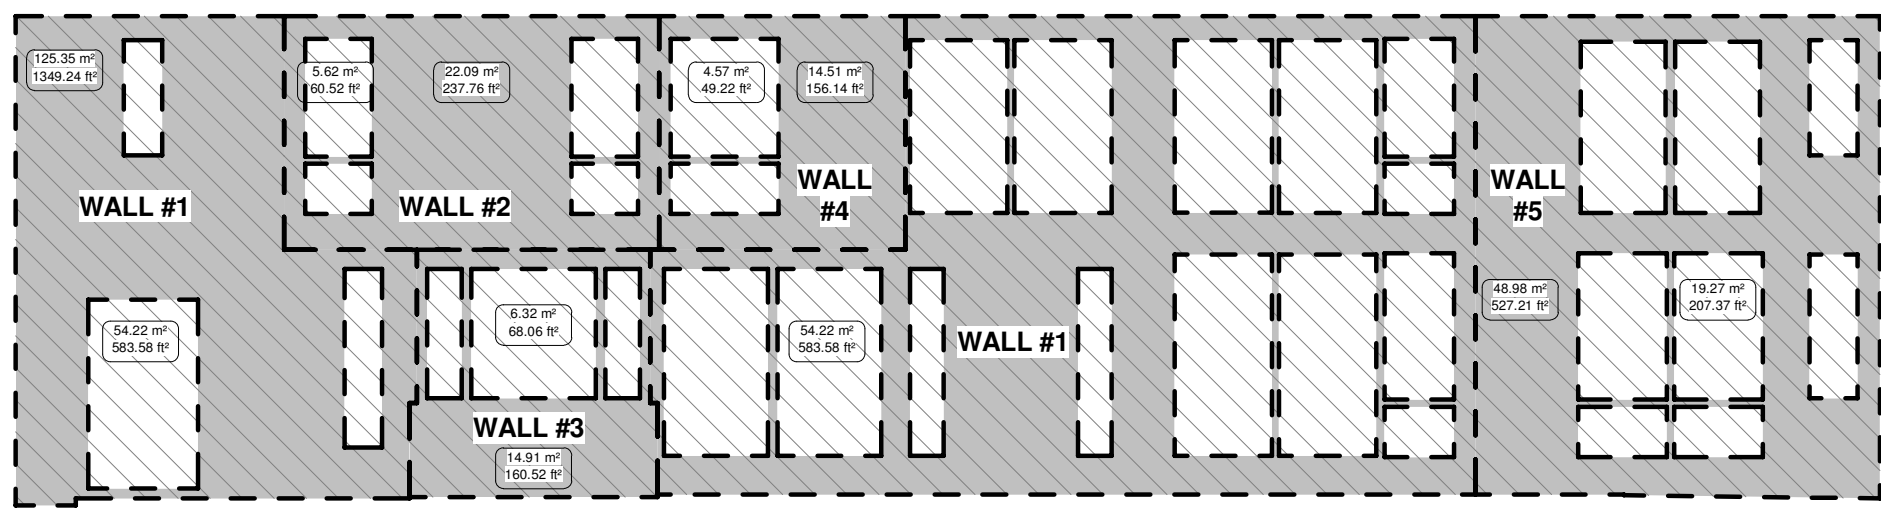 125.35 m²
1349.24 ft²
5.62 m²
60.52 ft²
22.09 m²
237.76 ft²
4.57 m²
49.22 ft²
14.51 m²
156.14 ft²
WALL #1
WALL #2
WALL
#4
WALL
#5
54.22 m²
583.58 ft²
6.32 m²
68.06 ft²
54.22 m²
583.58 ft²
WALL #1
48.98 m²
527.21 ft²
19.27 m²
207.37 ft²
WALL #3
14.91 m²
160.52 ft²